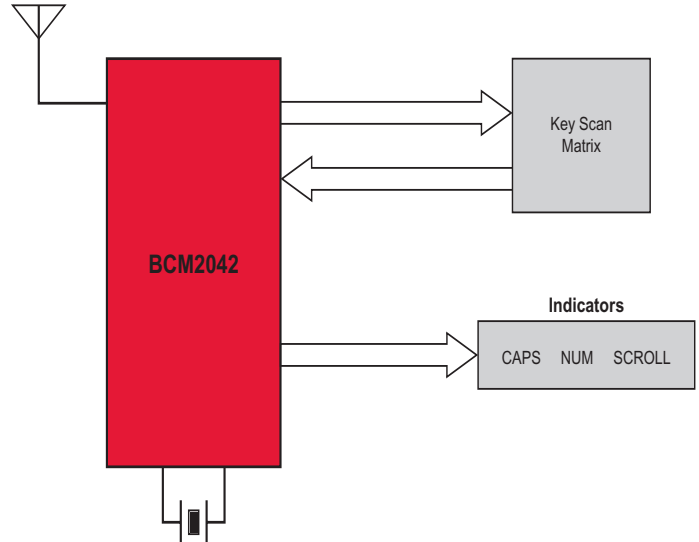 Key Scan
Matrix
BCM2042
Indicators
CAPS NUM SCROLL